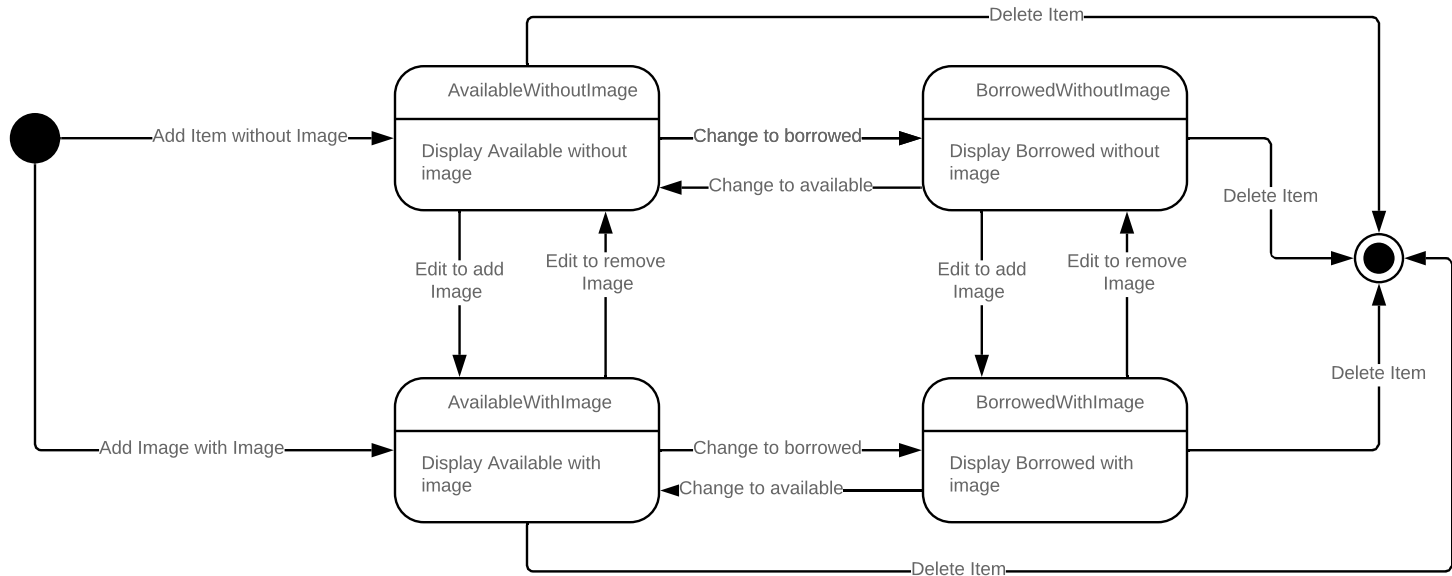 Delete Item
AvailableWithoutImage
BorrowedWithoutImage
Add Item without Image
Change to borrowed
Display Available without
image
Display Borrowed without
image
Change to available
Delete Item
Edit to add
Image
Edit to remove
Image
Edit to add
Image
Edit to remove
Image
Delete Item
AvailableWithImage
BorrowedWithImage
Add Image with Image
Change to borrowed
Display Available with
image
Display Borrowed with
image
Change to available
Delete Item